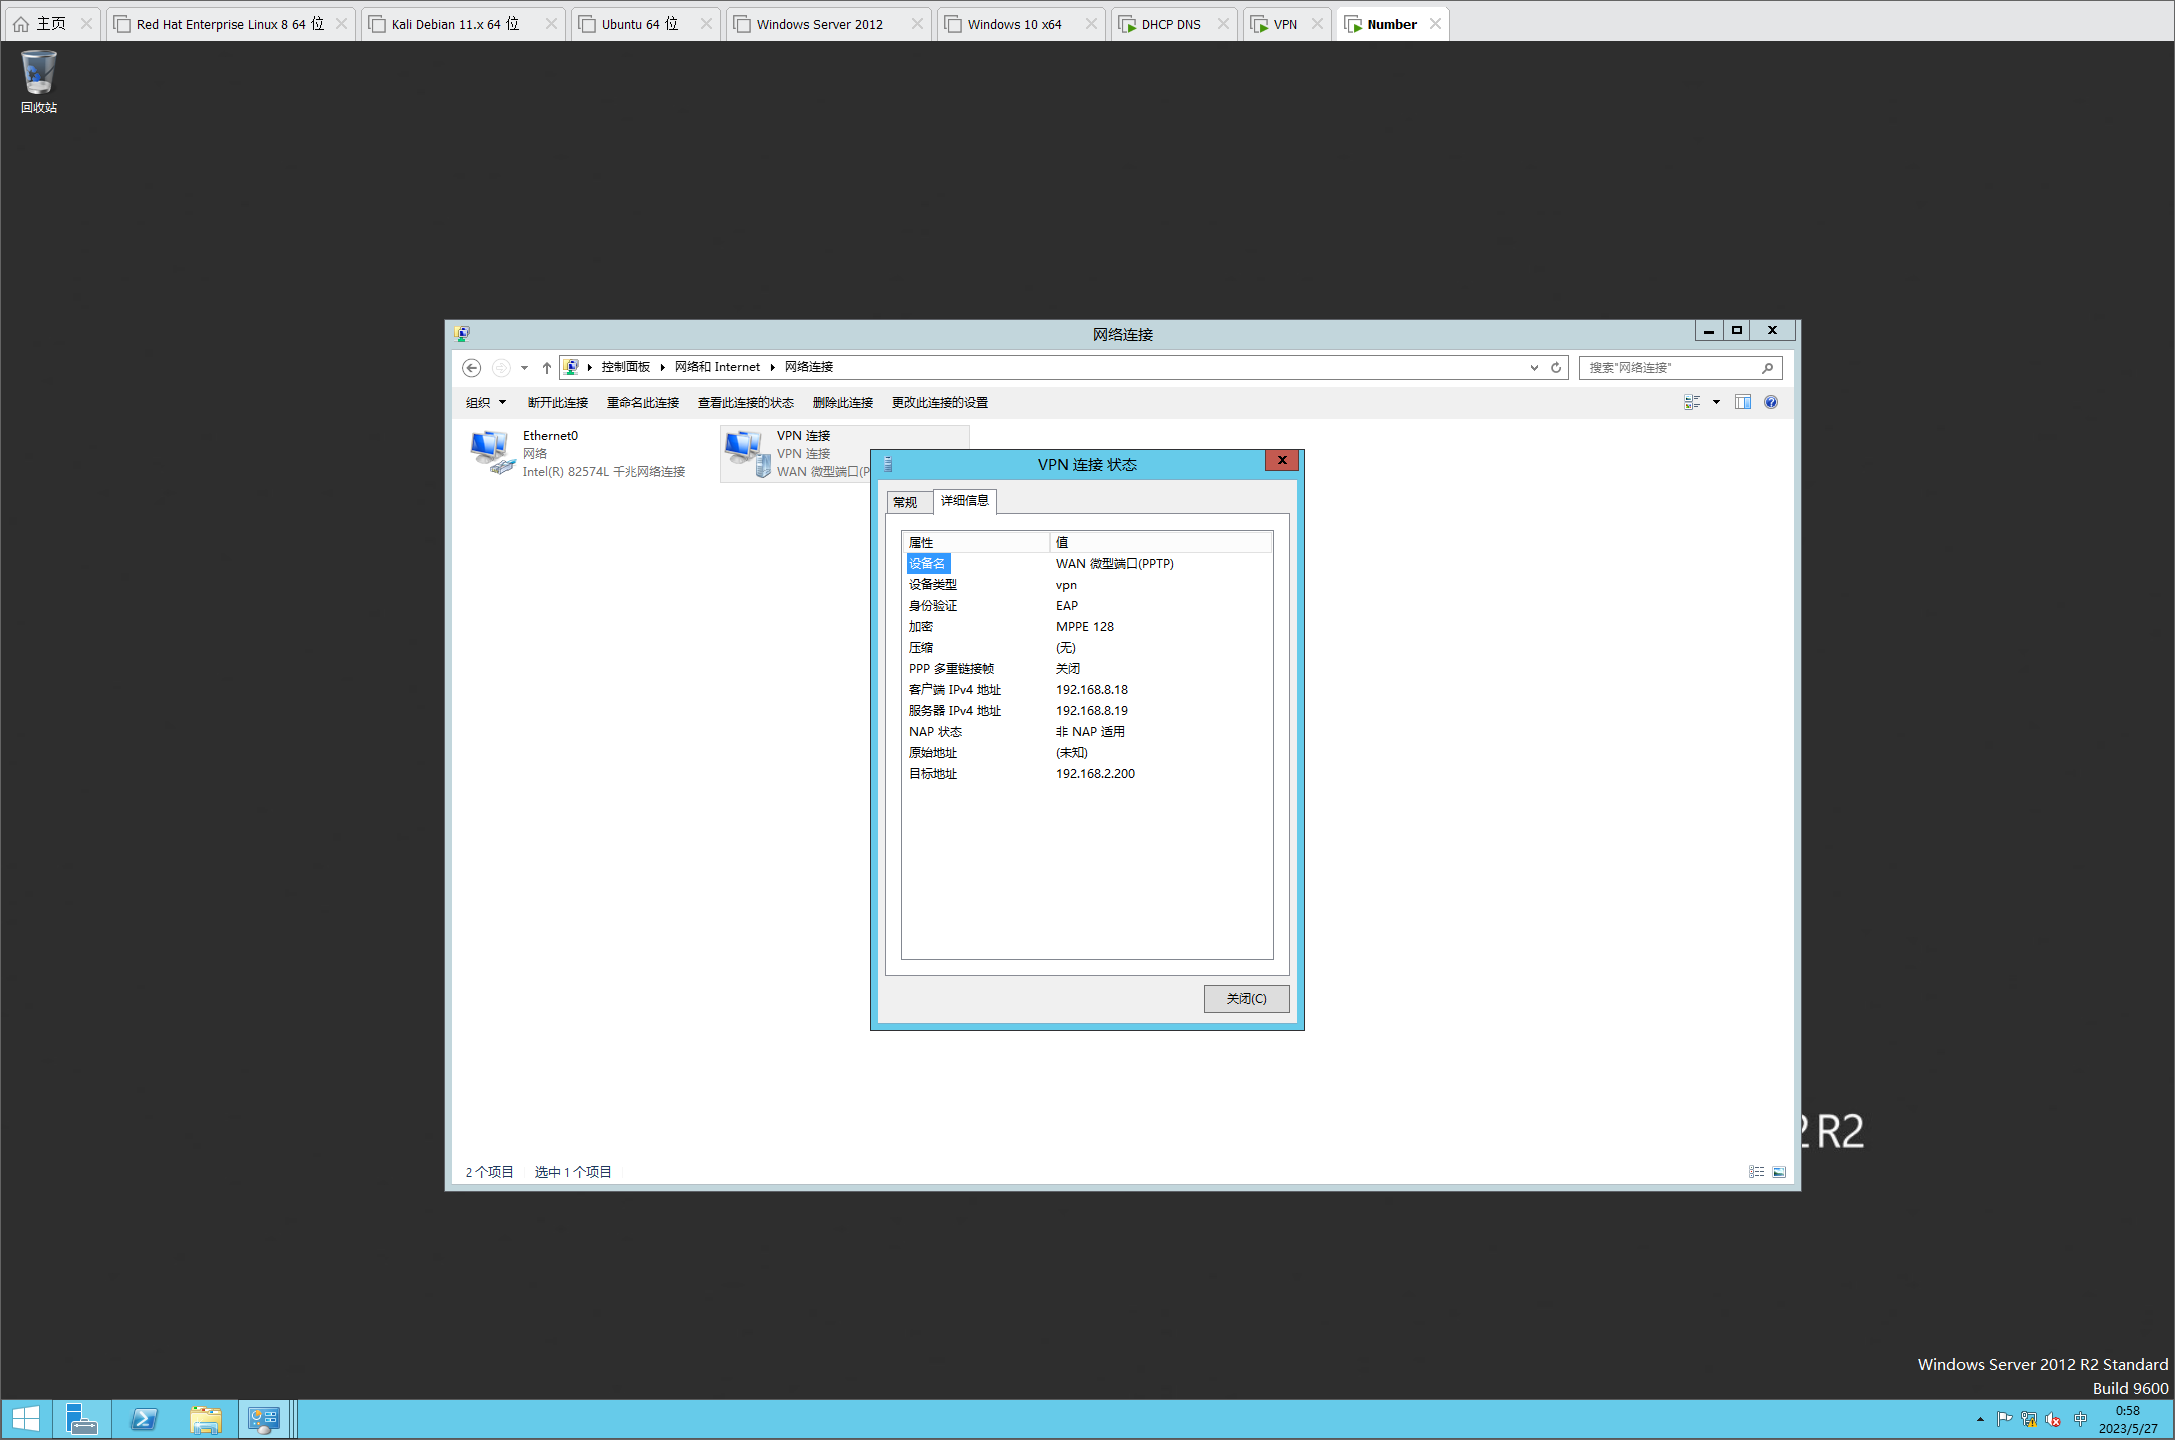 主页
Red Hat Enterprise Linux 8 64 位
Kali Debian 11.x 64 位
Ubuntu 64 位
Windows Server 2012
Windows 10 x64
DHCP DNS
VPN
Number
回收站
网络连接
控制面板
网络和 Internet
网络连接
搜索"网络连接"
组织
断开此连接
重命名此连接
查看此连接的状态
删除此连接
更改此连接的设置
Ethernet0
网络
Intel(R) 82574L 千兆网络连接
VPN 连接
VPN 连接
WAN 微型端口(P
VPN 连接 状态
常规
详细信息
属性 值
设备名 WAN 微型端口(PPTP)
设备类型 vpn
身份验证 EAP
加密 MPPE 128
压缩 (无)
PPP 多重链接帧 关闭
客户端 IPv4 地址 192.168.8.18
服务器 IPv4 地址 192.168.8.19
NAP 状态 非 NAP 适用
原始地址 (未知)
目标地址 192.168.2.200
关闭(C)
2 R2
2 个项目 选中 1 个项目
Windows Server 2012 R2 Standard
Build 9600
中
0:58
2023/5/27